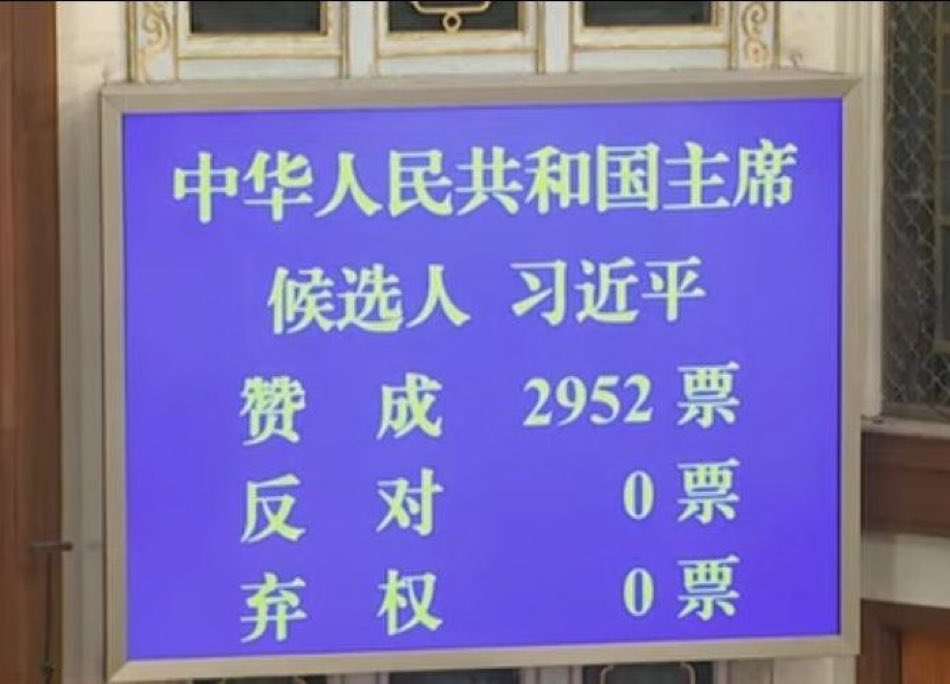 中华人民共和国主席
候选人 习近平
赞 成 2952 票
反 对 0 票
弃 权 0 票